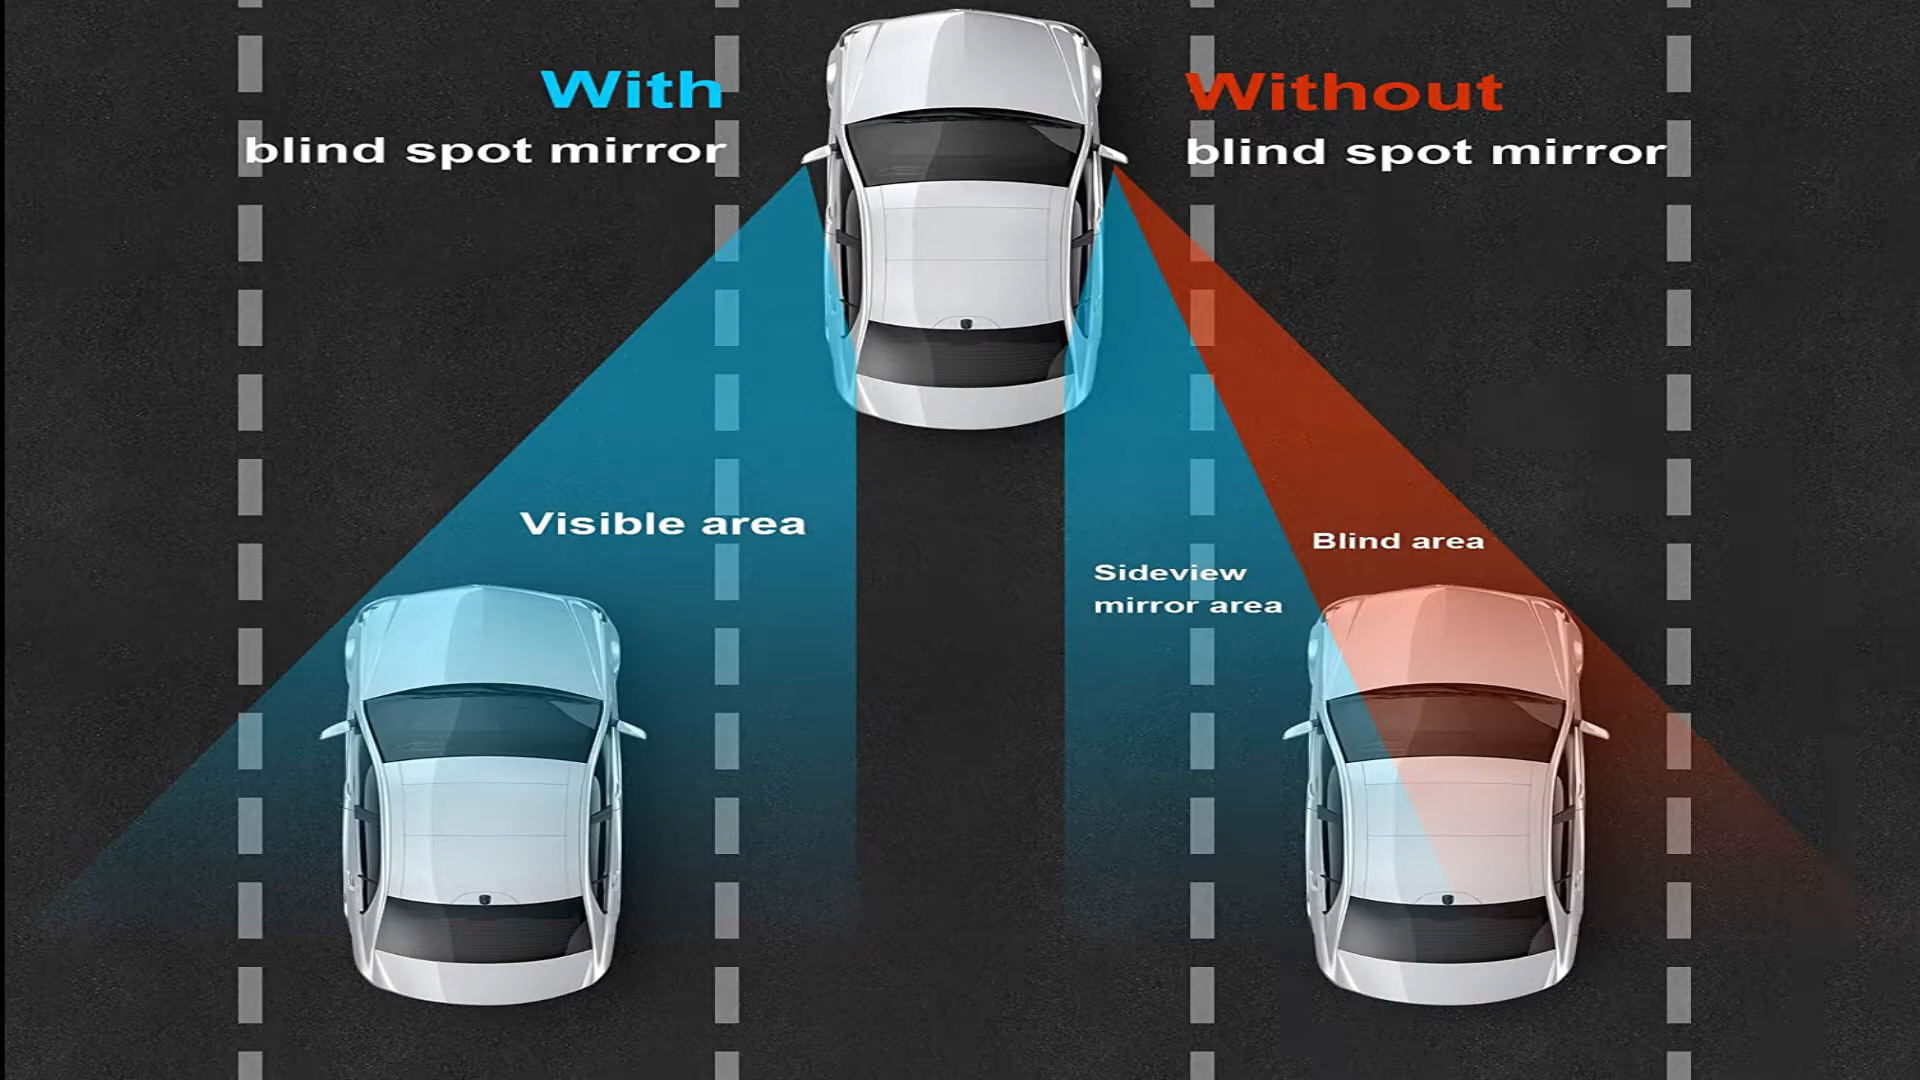 With
blind spot mirror
Without
blind spot mirror
Visible area
Blind area
Sideview
mirror area